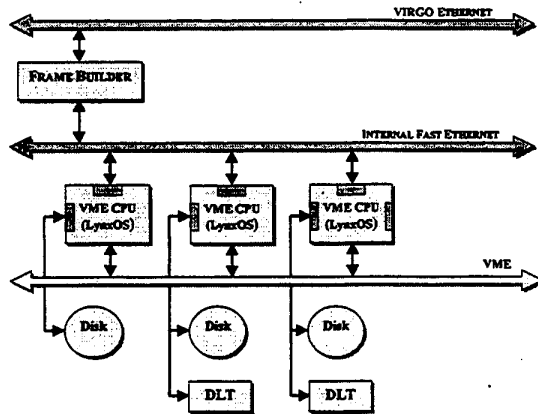 VIRGO ETHERNET
FRAME BUILDER
INTERNAL FAST ETHERNET
VME CPU
(LynxOS)
VME CPU
(LynxOS)
VME CPU
(LynxOS)
VME
Disk
Disk
Disk
DLT
DLT